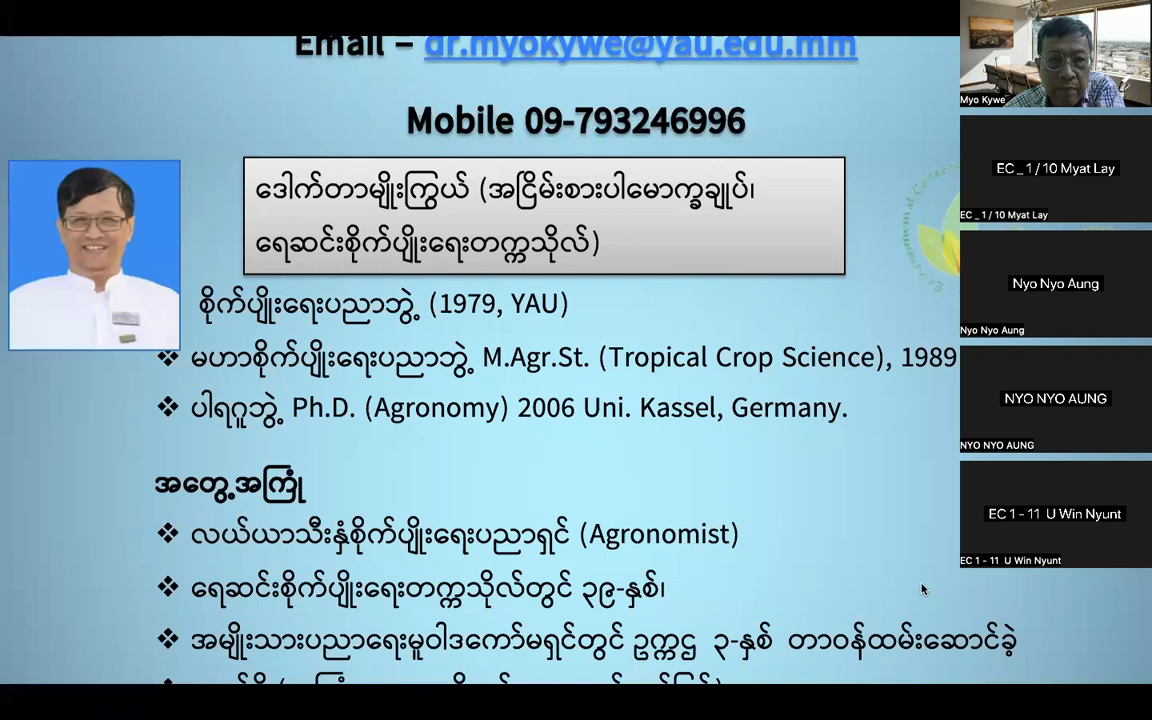 Email – dr.myokywe@yau.edu.mm
Mobile 09-793246996
ဒေါက်တာမျိုးကြွယ် (အငြိမ်းစားပါမောက္ခချုပ်၊
ရေဆင်းစိုက်ပျိုးရေးတက္ကသိုလ်)
စိုက်ပျိုးရေးပညာဘွဲ့ (1979, YAU)
❖ မဟာစိုက်ပျိုးရေးပညာဘွဲ့ M.Agr.St. (Tropical Crop Science), 1989
❖ ပါရဂူဘွဲ့ Ph.D. (Agronomy) 2006 Uni. Kassel, Germany.
အတွေ့အကြုံ
❖ လယ်ယာသီးနှံစိုက်ပျိုးရေးပညာရှင် (Agronomist)
❖ ရေဆင်းစိုက်ပျိုးရေးတက္ကသိုလ်တွင် ၃၉-နှစ်၊
❖ အမျိုးသားပညာရေးမူဝါဒကော်မရှင်တွင် ဥက္ကဌ ၃-နှစ် တာဝန်ထမ်းဆောင်ခဲ့
Myo Kywe
EC _ 1 / 10 Myat Lay
EC _ 1 / 10 Myat Lay
Nyo Nyo Aung
Nyo Nyo Aung
NYO NYO AUNG
NYO NYO AUNG
EC 1 - 11 U Win Nyunt
EC 1 - 11 U Win Nyunt